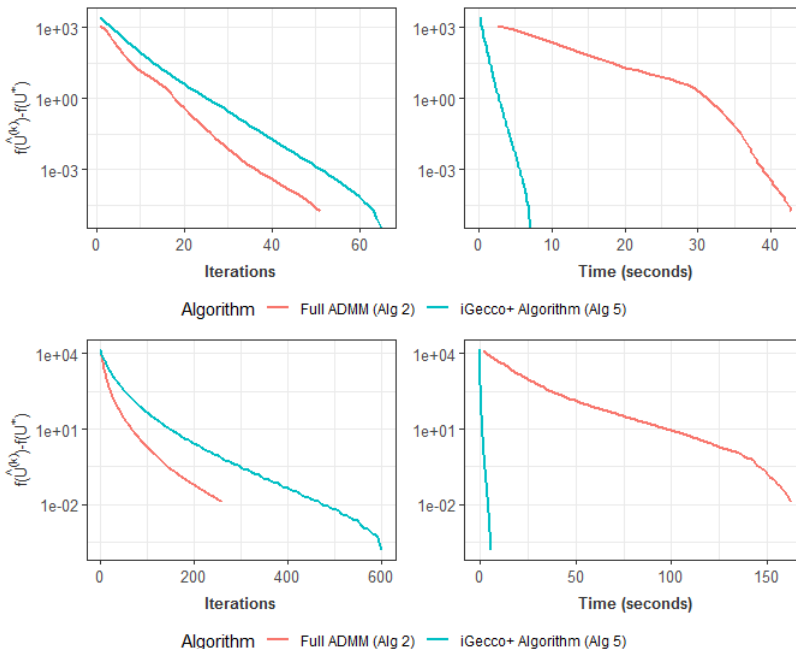 1e+03
1e+00
1e-03
f(Û⁽ᵏ⁾)-f(U*)
0 20 40 60
Iterations
1e+03
1e+00
1e-03
0 10 20 30 40
Time (seconds)
Algorithm Full ADMM (Alg 2) iGecco+ Algorithm (Alg 5)
1e+04
1e+01
1e-02
f(Û⁽ᵏ⁾)-f(U*)
0 200 400 600
Iterations
1e+04
1e+01
1e-02
0 50 100 150
Time (seconds)
Algorithm Full ADMM (Alg 2) iGecco+ Algorithm (Alg 5)